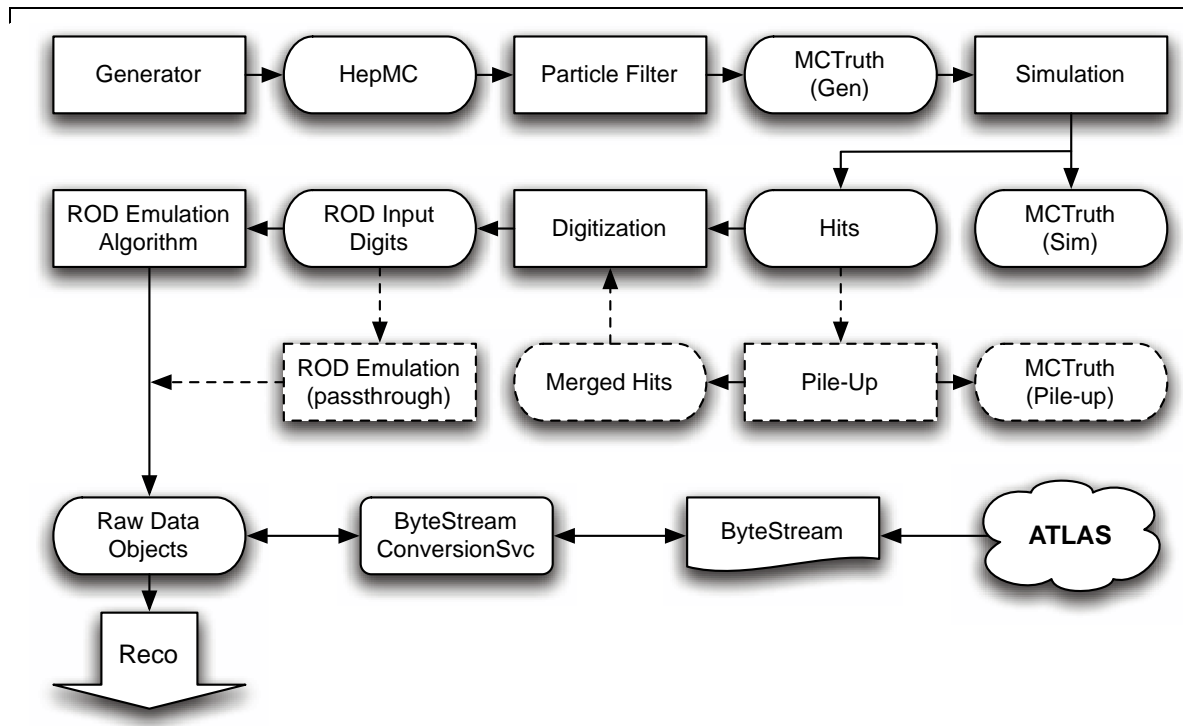 Generator
HepMC
Particle Filter
MCTruth
(Gen)
Simulation
ROD Emulation
Algorithm
ROD Input
Digits
Digitization
Hits
MCTruth
(Sim)
ROD Emulation
(passthrough)
Merged Hits
Pile-Up
MCTruth
(Pile-up)
Raw Data
Objects
ByteStream
ConversionSvc
ByteStream
ATLAS
Reco